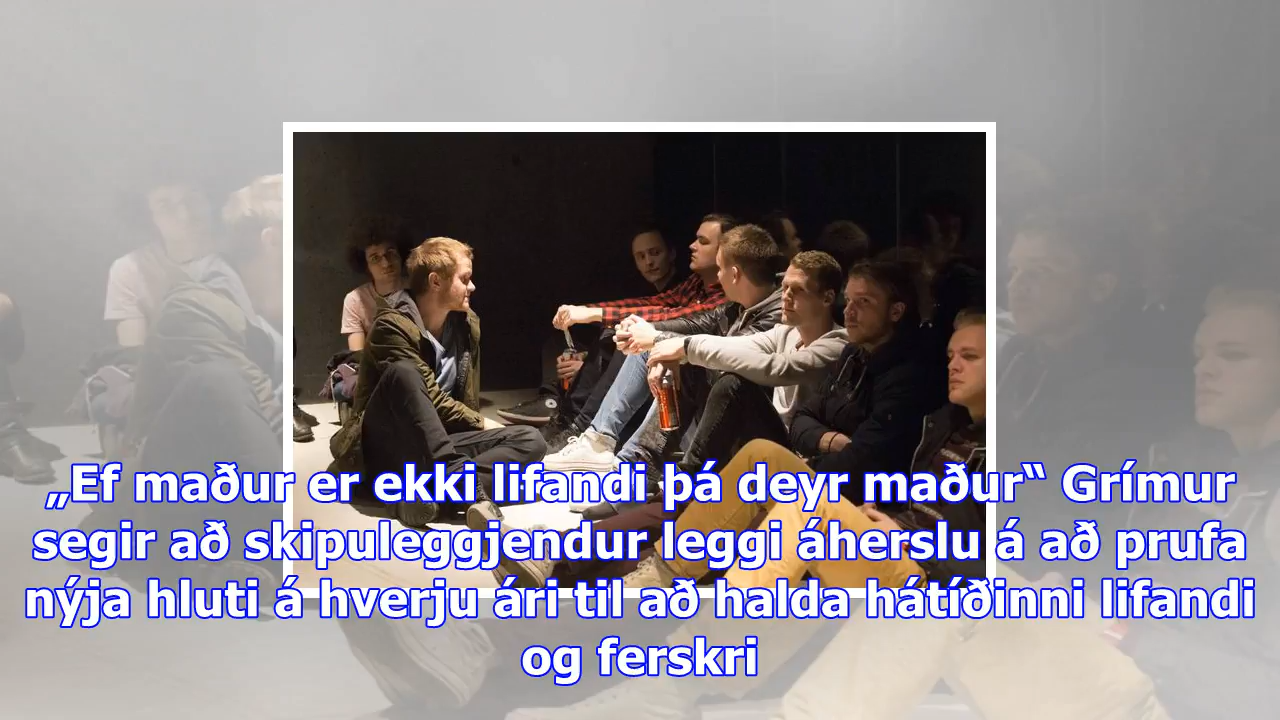 „Ef maður er ekki lifandi þá deyr maður“ Grímur
segir að skipuleggjendur leggi áherslu á að prufa
nýja hluti á hverju ári til að halda hátíðinni lifandi
og ferskri